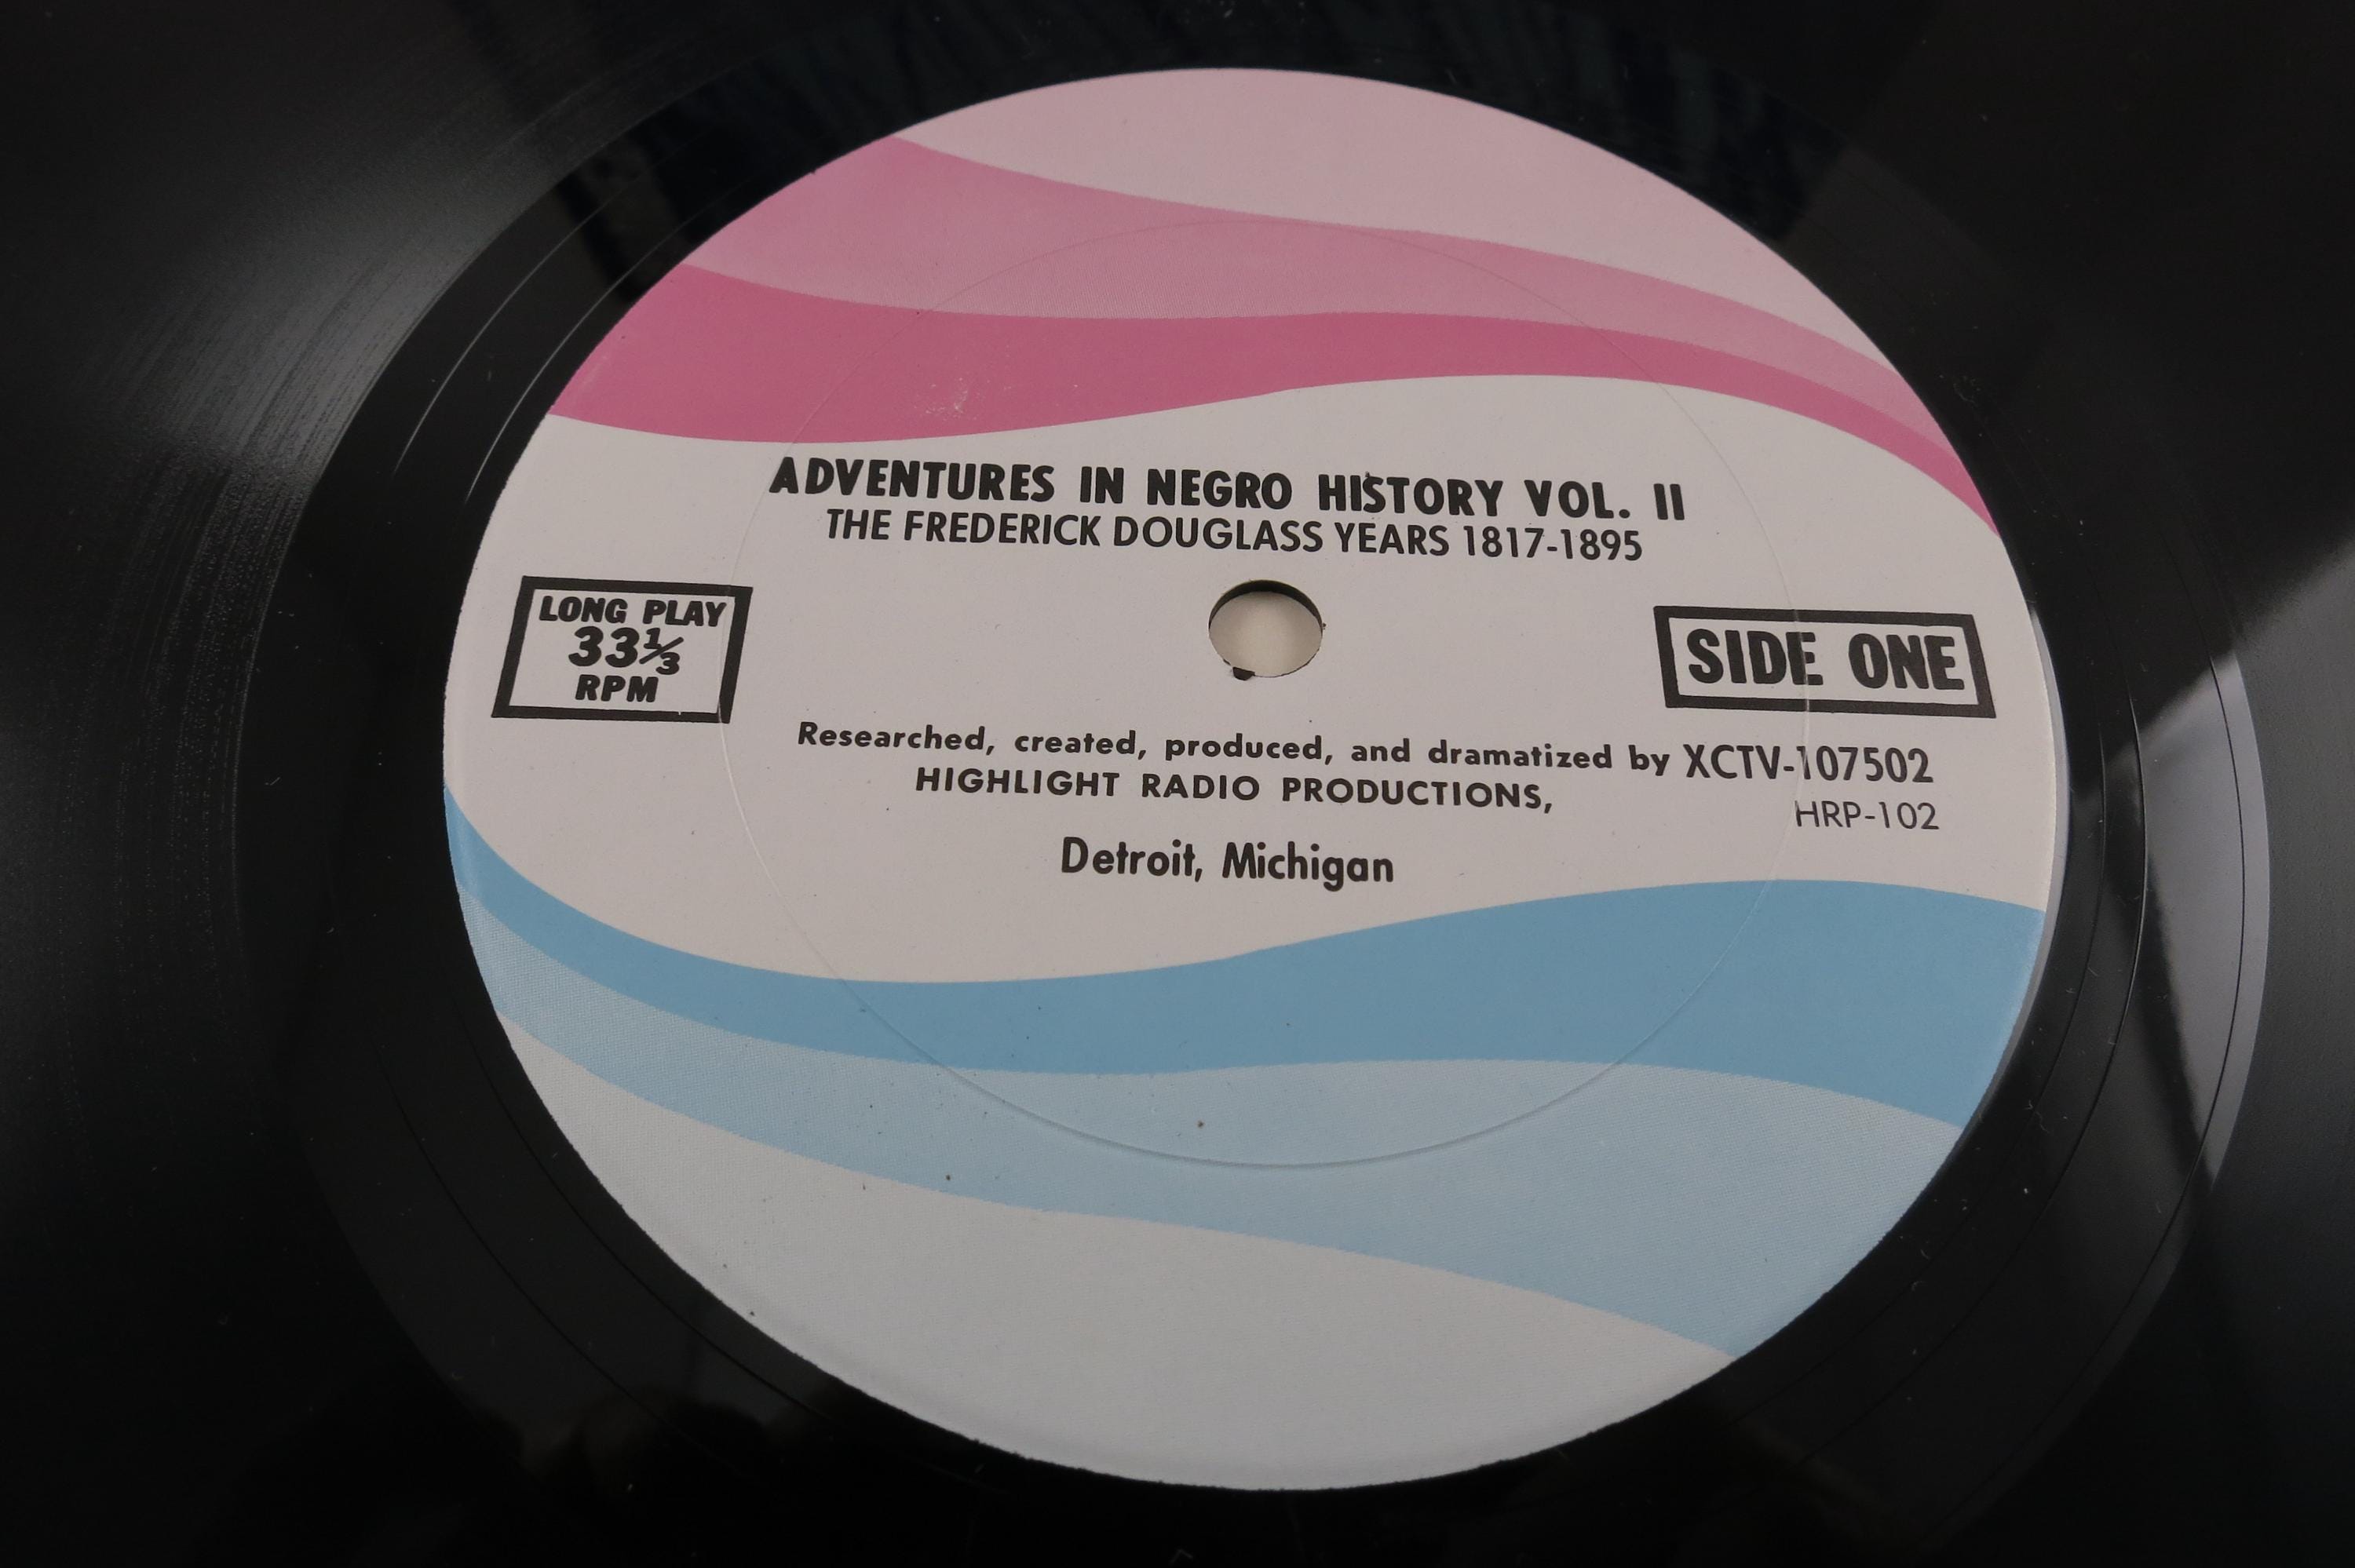 ADVENTURES IN NEGRO HISTORY VOL. II
THE FREDERICK DOUGLASS YEARS 1817-1895
LONG PLAY
33⅓
RPM
SIDE ONE
Researched, created, produced, and dramatized by
HIGHLIGHT RADIO PRODUCTIONS,
Detroit, Michigan
XCTV-107502
HRP-102